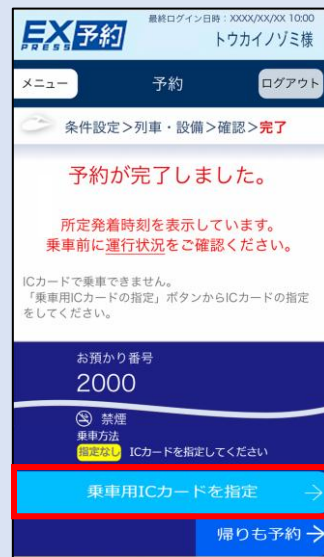 最終ログイン日時：XXXX/XX/XX 10:00
EX予約
PRESS
トウカイノゾミ様
メニュー
予約
ログアウト
条件設定＞列車・設備＞確認＞完了
予約が完了しました。
所定発着時刻を表示しています。
乗車前に運行状況をご確認ください。
ICカードで乗車できません。
「乗車用ICカードの指定」ボタンからICカードの指定
をしてください。
お預かり番号
2000
禁煙
乗車方法
指定なし ICカードを指定してください
乗車用ICカードを指定 →
帰りも予約 →